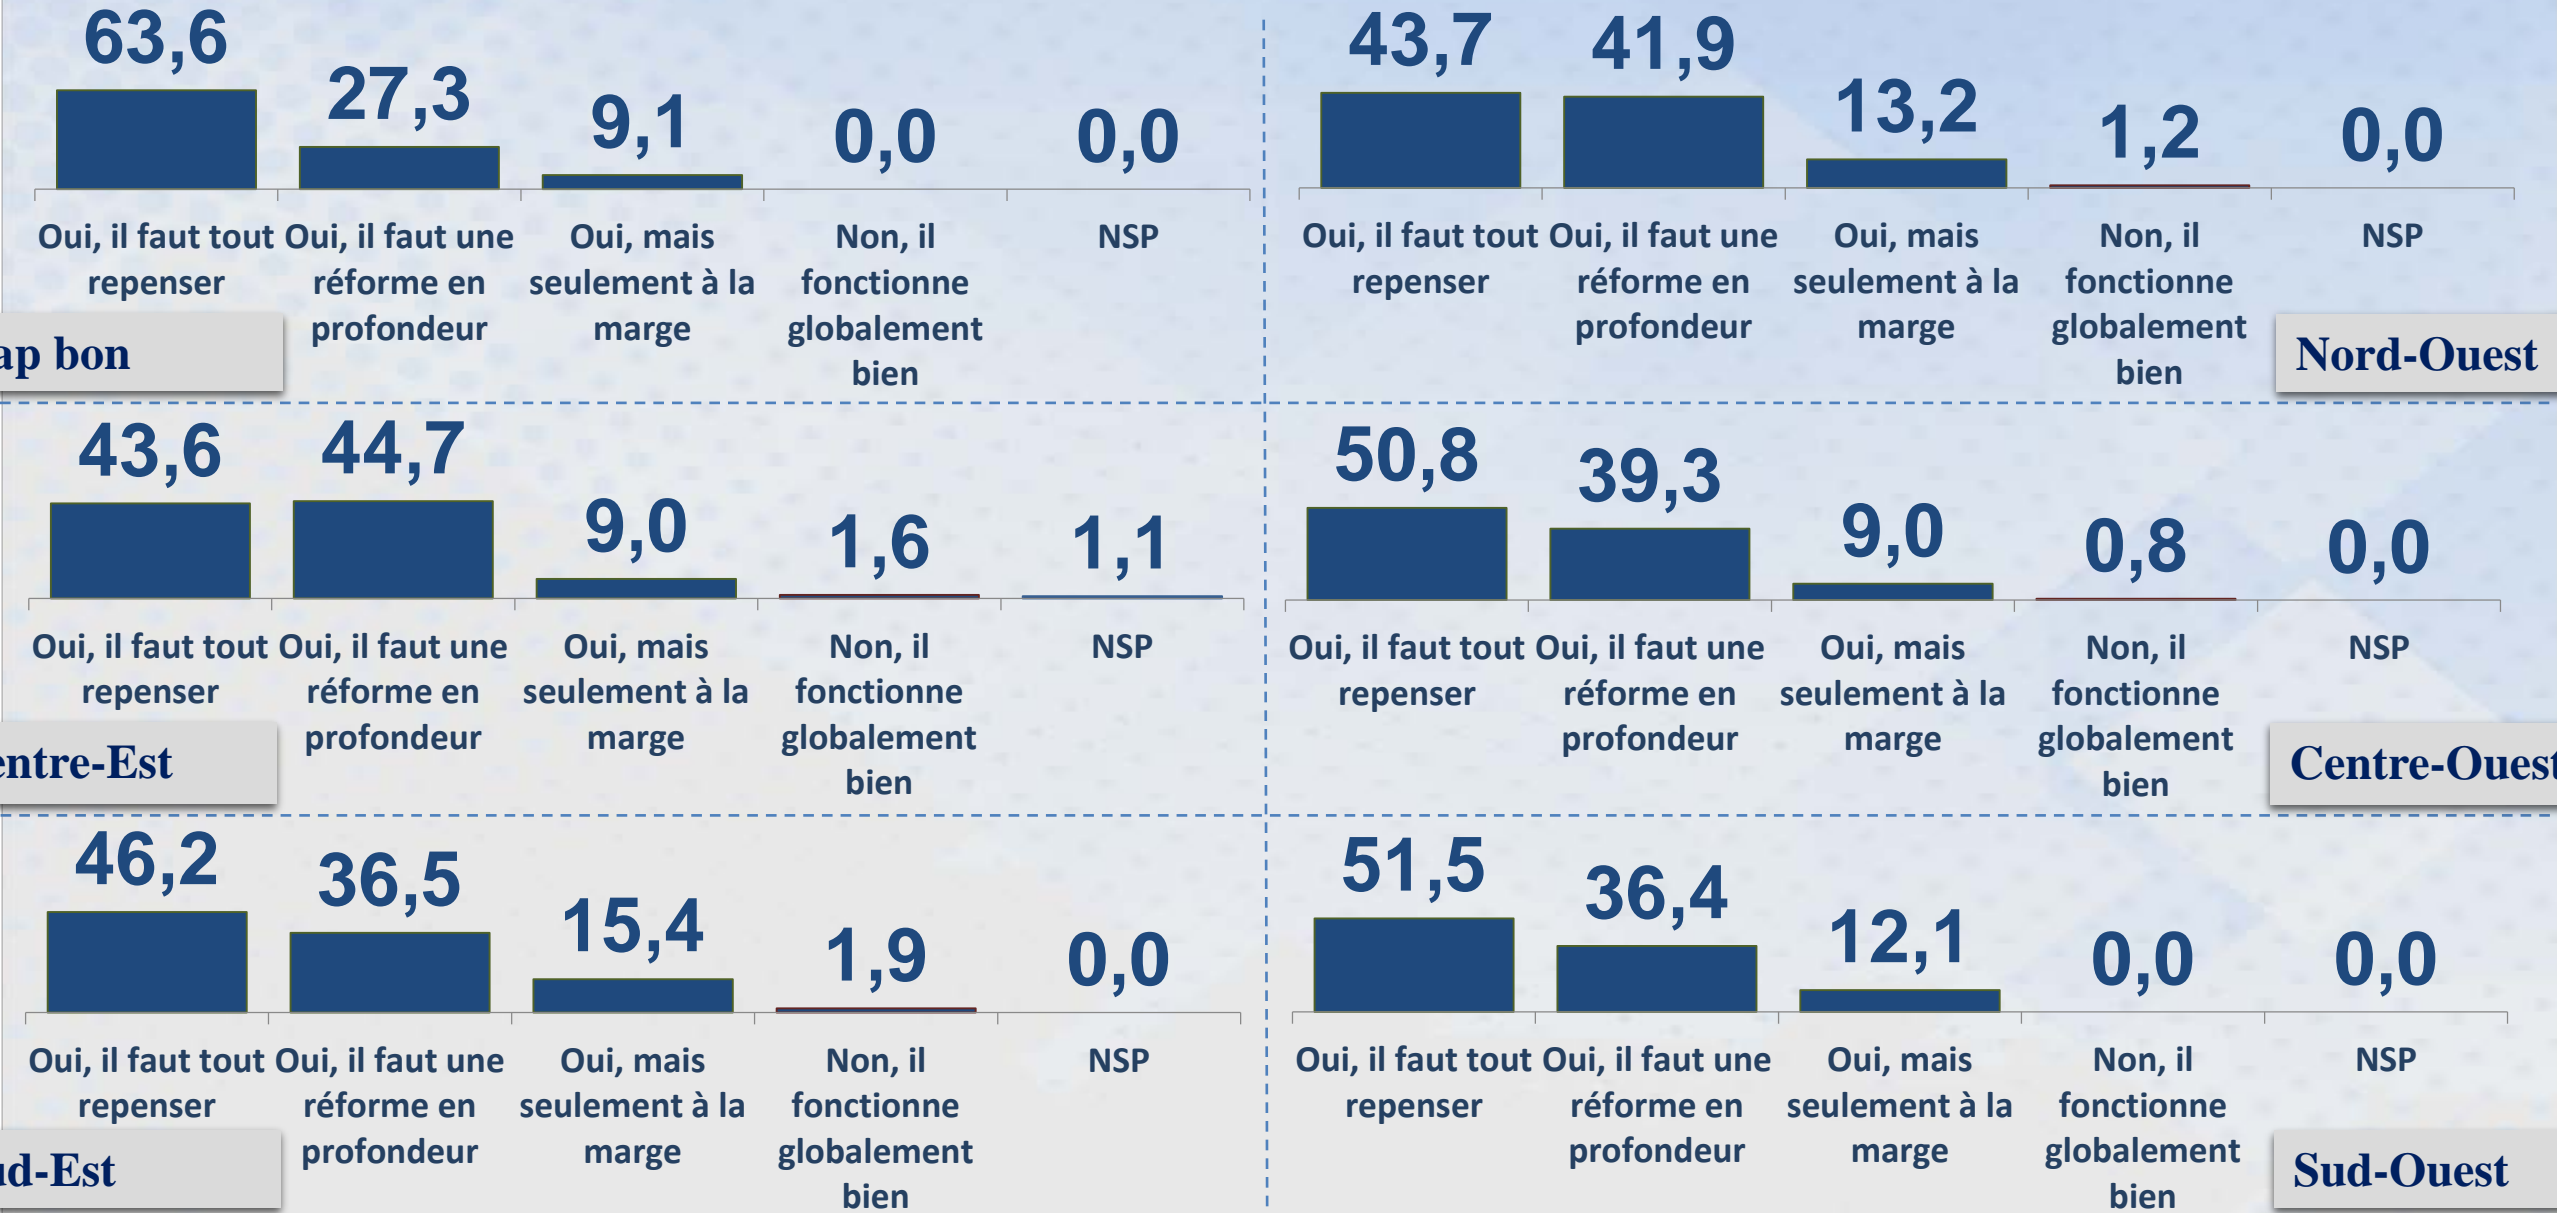 63,6
27,3
9,1
0,0
0,0
Oui, il faut tout
repenser
Oui, il faut une
réforme en
profondeur
Oui, mais
seulement à la
marge
Non, il
fonctionne
globalement
bien
NSP
ap bon
43,7
41,9
13,2
1,2
0,0
Oui, il faut tout
repenser
Oui, il faut une
réforme en
profondeur
Oui, mais
seulement à la
marge
Non, il
fonctionne
globalement
bien
NSP
Nord-Ouest
43,6
44,7
9,0
1,6
1,1
Oui, il faut tout
repenser
Oui, il faut une
réforme en
profondeur
Oui, mais
seulement à la
marge
Non, il
fonctionne
globalement
bien
NSP
entre-Est
50,8
39,3
9,0
0,8
0,0
Oui, il faut tout
repenser
Oui, il faut une
réforme en
profondeur
Oui, mais
seulement à la
marge
Non, il
fonctionne
globalement
bien
NSP
Centre-Ouest
46,2
36,5
15,4
1,9
0,0
Oui, il faut tout
repenser
Oui, il faut une
réforme en
profondeur
Oui, mais
seulement à la
marge
Non, il
fonctionne
globalement
bien
NSP
ud-Est
51,5
36,4
12,1
0,0
0,0
Oui, il faut tout
repenser
Oui, il faut une
réforme en
profondeur
Oui, mais
seulement à la
marge
Non, il
fonctionne
globalement
bien
NSP
Sud-Ouest